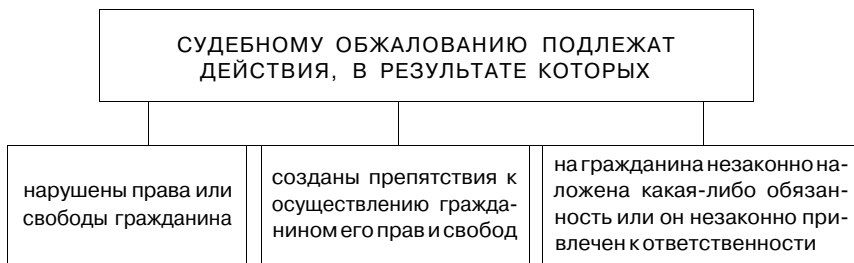 СУДЕБНОМУ ОБЖАЛОВАНИЮ ПОДЛЕЖАТ
ДЕЙСТВИЯ, В РЕЗУЛЬТАТЕ КОТОРЫХ
нарушены права или
свободы гражданина
созданы препятствия к
осуществлению гражда-
нином его прав и свобод
на гражданина незаконно на-
ложена какая-либо обязан-
ность или он незаконно при-
влечен к ответственности